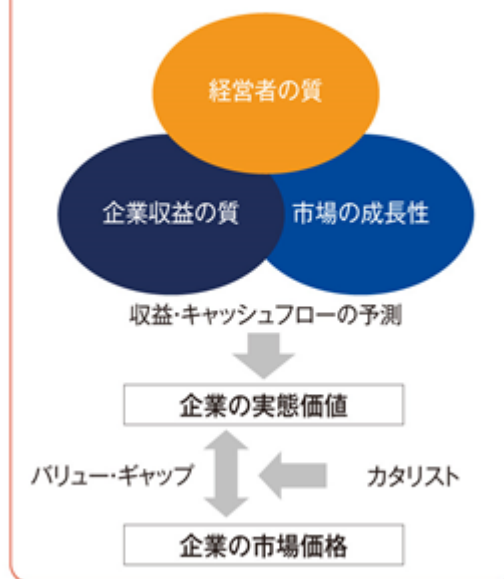 経営者の質
企業収益の質
市場の成長性
収益・キャッシュフローの予測
企業の実態価値
バリュー・ギャップ
カタリスト
企業の市場価格